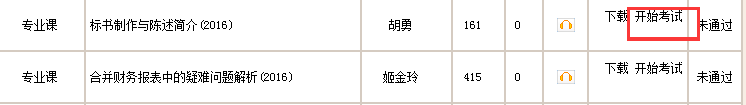 专业课 标书制作与陈述简介(2016) 胡勇 161 0 下载 开始考试 未通过
专业课 合并财务报表中的疑难问题解析(2016) 姬金玲 415 0 下载 开始考试 未通过